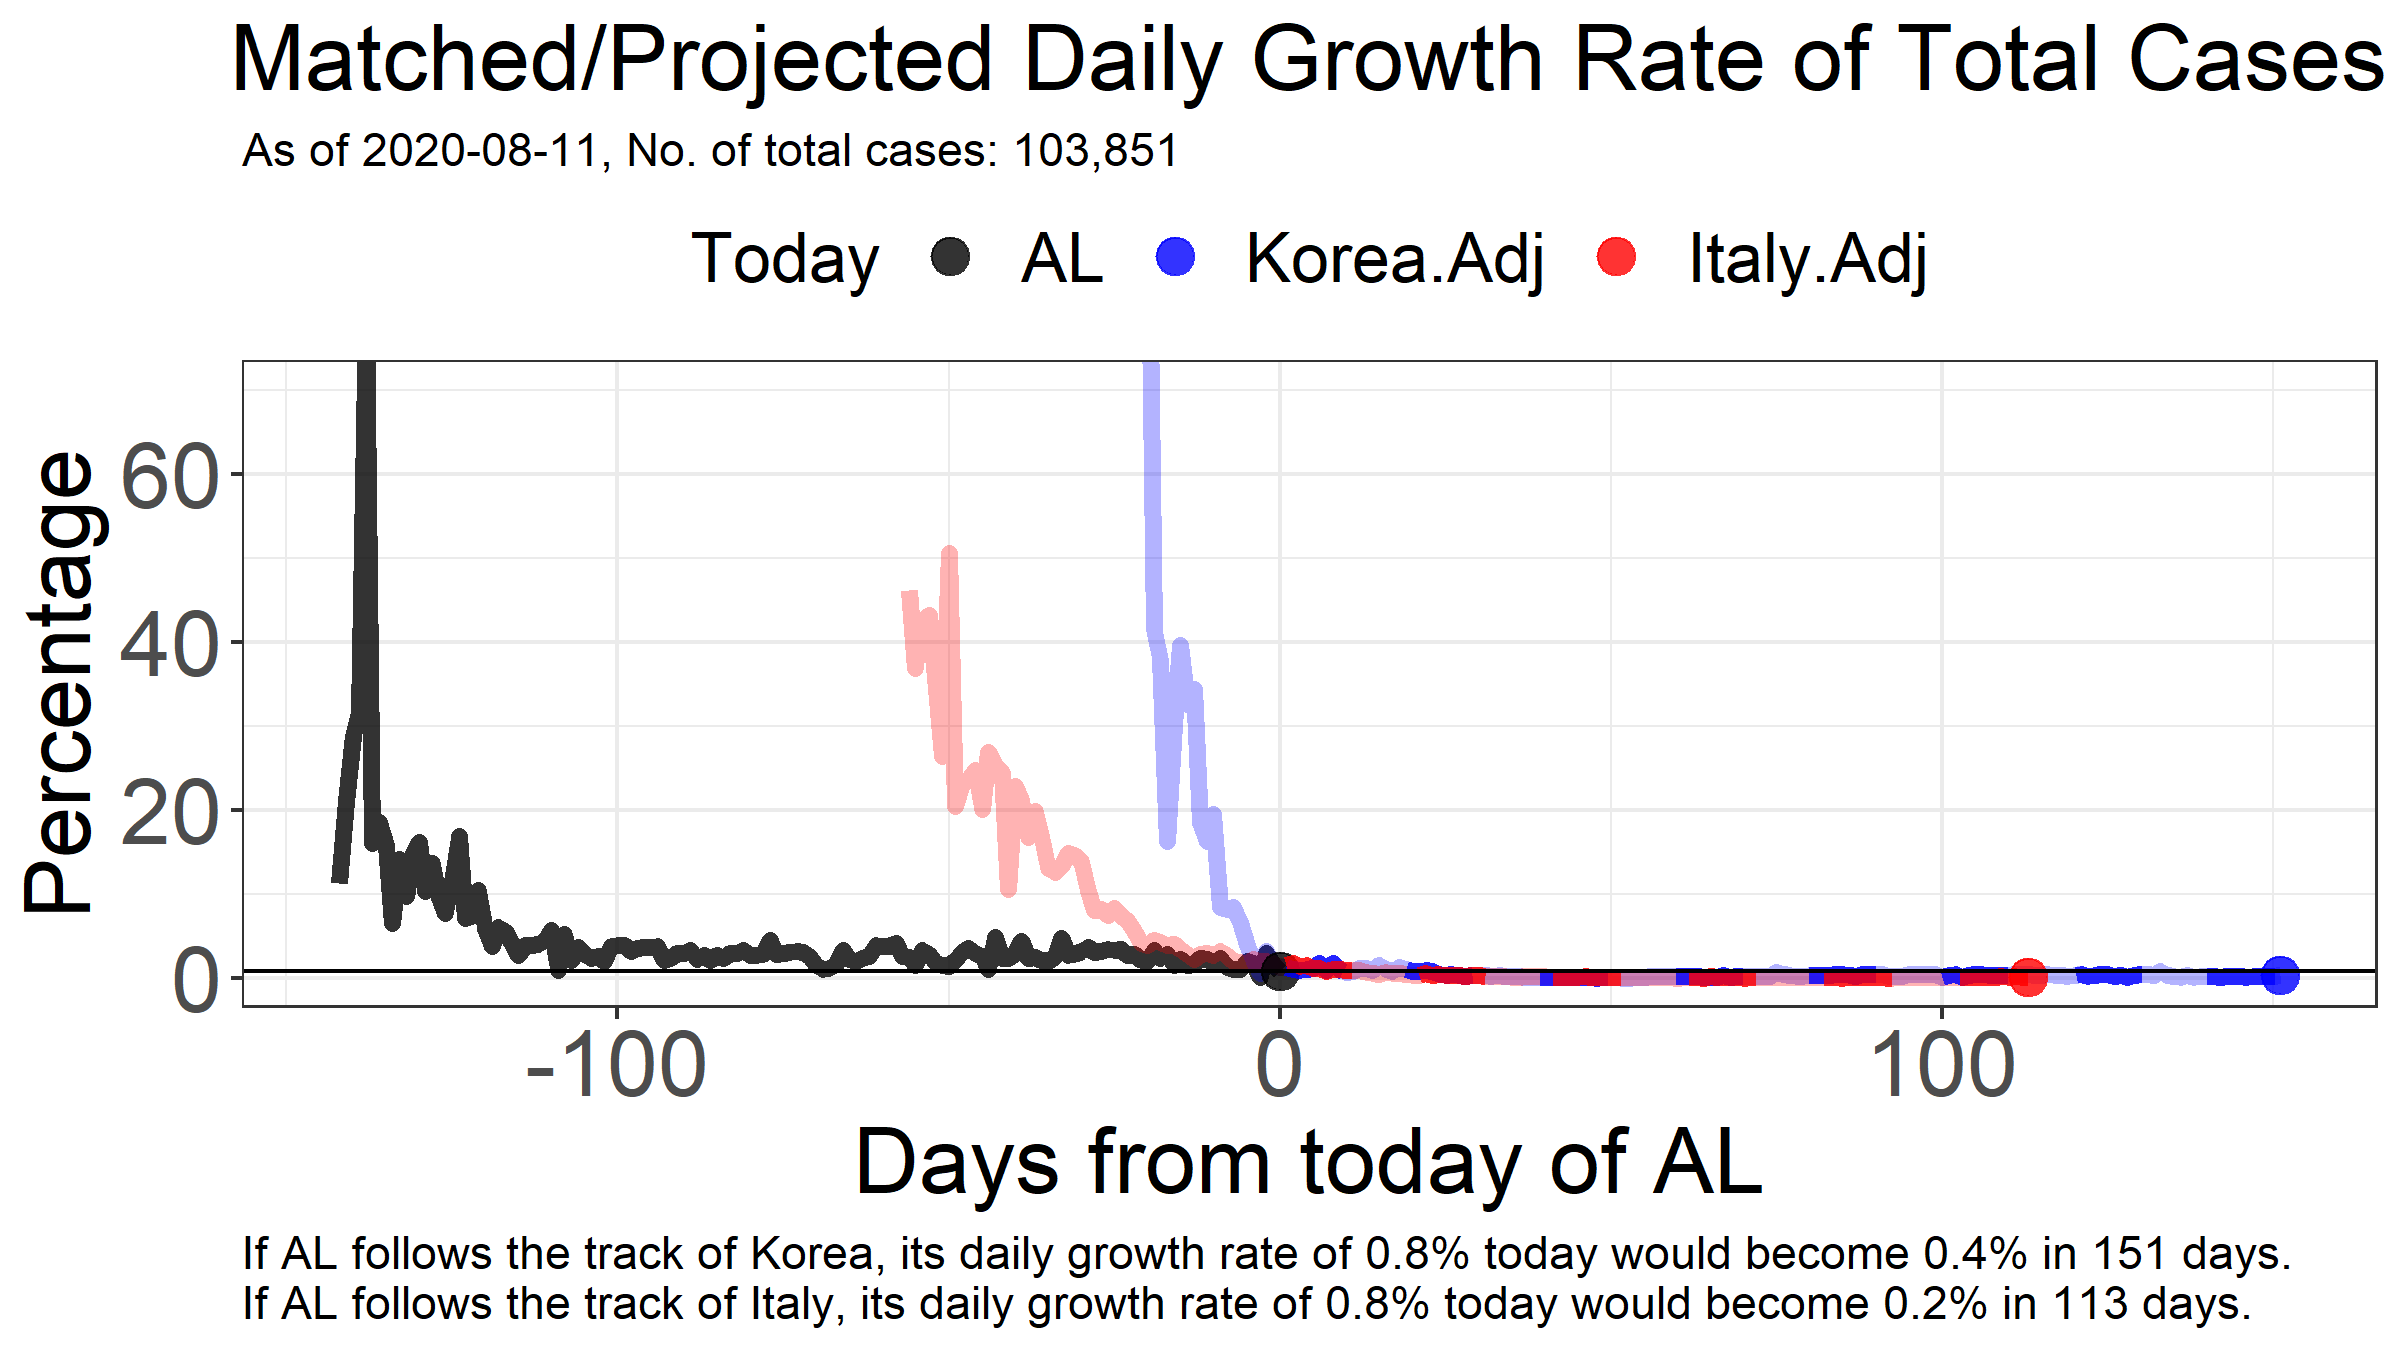 Matched/Projected Daily Growth Rate of Total Cases
As of 2020-08-11, No. of total cases: 103,851
Today AL Korea.Adj Italy.Adj
Percentage
60
40
20
0
-100 0 100
Days from today of AL
If AL follows the track of Korea, its daily growth rate of 0.8% today would become 0.4% in 151 days.
If AL follows the track of Italy, its daily growth rate of 0.8% today would become 0.2% in 113 days.